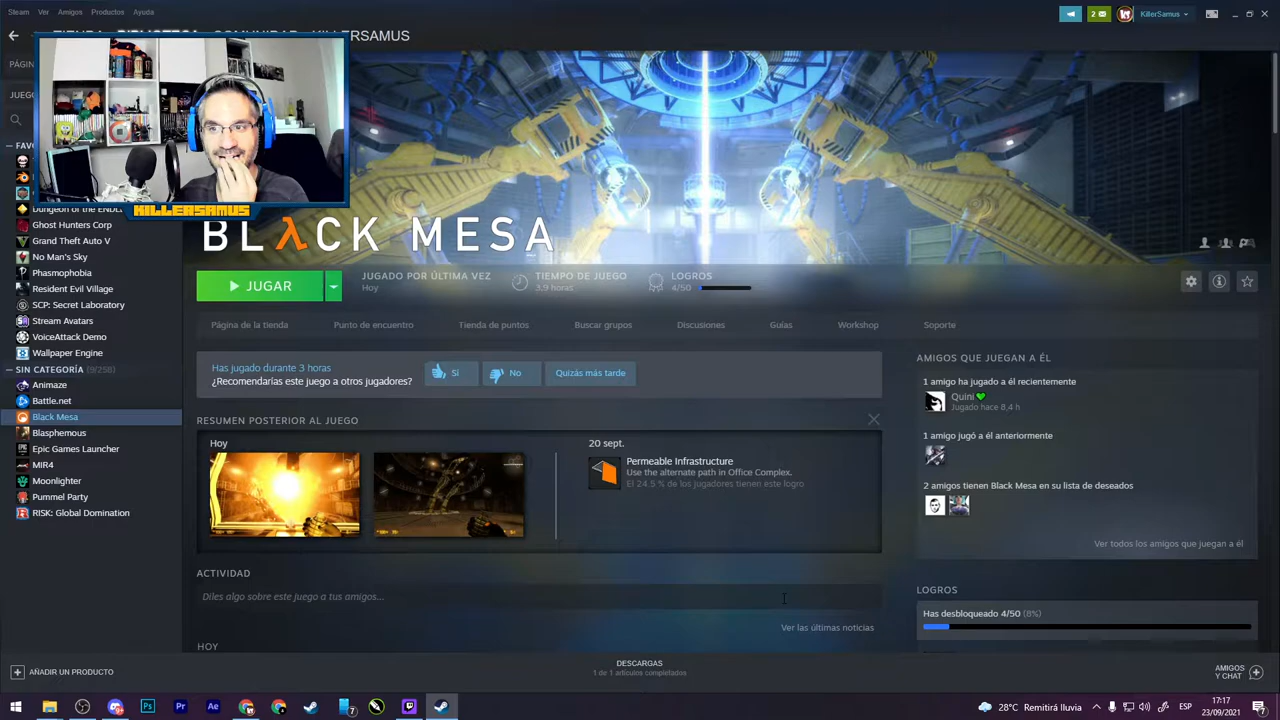 Steam Ver Amigos Productos Ayuda
2 KillerSamus
KILLERSAMUS
PÁGIN
JUEGO
KILLERSAMUS
BLλCK MESA
Ghost Hunters Corp
Grand Theft Auto V
No Man's Sky
Phasmophobia
Resident Evil Village
SCP: Secret Laboratory
Stream Avatars
VoiceAttack Demo
Wallpaper Engine
SIN CATEGORÍA (9/258)
Animaze
Battle.net
Black Mesa
Blasphemous
Epic Games Launcher
MIR4
Moonlighter
Pummel Party
RISK: Global Domination
JUGAR
JUGADO POR ÚLTIMA VEZ
Hoy
TIEMPO DE JUEGO
3,9 horas
LOGROS
4/50
Página de la tienda Punto de encuentro Tienda de puntos Buscar grupos Discusiones Guías Workshop Soporte
Has jugado durante 3 horas
¿Recomendarías este juego a otros jugadores?
Sí No Quizás más tarde
RESUMEN POSTERIOR AL JUEGO
Hoy
20 sept.
Permeable Infrastructure
Use the alternate path in Office Complex.
El 24.5 % de los jugadores tienen este logro
ACTIVIDAD
Diles algo sobre este juego a tus amigos...
Ver las últimas noticias
HOY
AMIGOS QUE JUEGAN A ÉL
1 amigo ha jugado a él recientemente
Quini
Jugado hace 8,4 h
1 amigo jugó a él anteriormente
2 amigos tienen Black Mesa en su lista de deseados
Ver todos los amigos que juegan a él
LOGROS
Has desbloqueado 4/50 (8%)
AÑADIR UN PRODUCTO
DESCARGAS
1 de 1 artículos completados
AMIGOS
Y CHAT
28°C Remitirá lluvia
ESP
17:17
23/09/2021